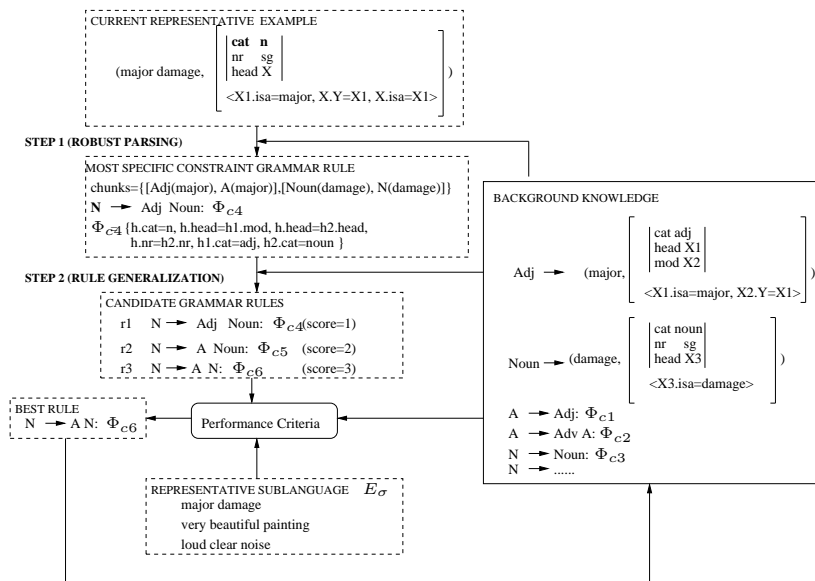 CURRENT REPRESENTATIVE EXAMPLE
cat n
nr sg
(major damage, head X )
<X1.isa=major, X.Y=X1, X.isa=X1>
STEP 1 (ROBUST PARSING)
MOST SPECIFIC CONSTRAINT GRAMMAR RULE
chunks={[Adj(major), A(major)],[Noun(damage), N(damage)]}
N → Adj Noun: Φc4
Φc4={h.cat=n, h.head=h1.mod, h.head=h2.head,
h.nr=h2.nr, h1.cat=adj, h2.cat=noun }
STEP 2 (RULE GENERALIZATION)
CANDIDATE GRAMMAR RULES
r1 N → Adj Noun: Φc4 (score=1)
r2 N → A Noun: Φc5 (score=2)
r3 N → A N: Φc6 (score=3)
BEST RULE
N → A N: Φc6
Performance Criteria
REPRESENTATIVE SUBLANGUAGE Eσ
major damage
very beautiful painting
loud clear noise
BACKGROUND KNOWLEDGE
cat adj
head X1
mod X2
Adj → (major, )
<X1.isa=major, X2.Y=X1>
cat noun
nr sg
head X3
Noun → (damage, )
<X3.isa=damage>
A → Adj: Φc1
A → Adv A: Φc2
N → Noun: Φc3
N → ......